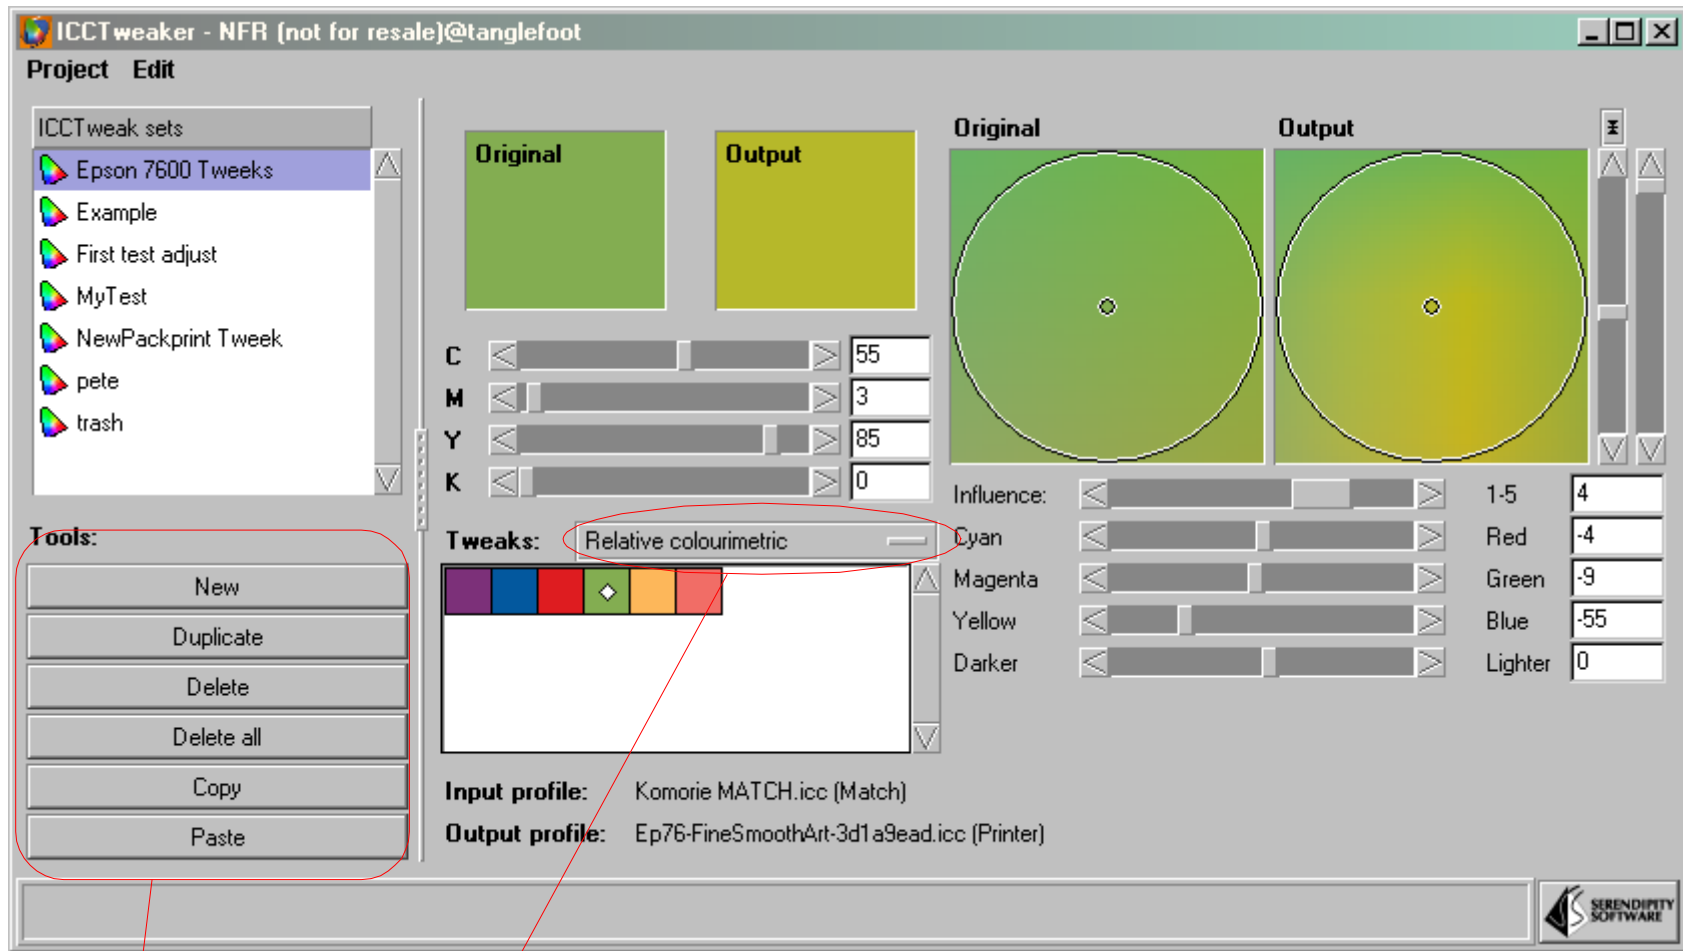 ICCTweaker - NFR (not for resale)@tanglefoot
Project Edit
ICCTweak sets
Epson 7600 Tweeks
Example
First test adjust
MyTest
NewPackprint Tweek
pete
trash
Tools:
New
Duplicate
Delete
Delete all
Copy
Paste
Original
Output
C 55
M 3
Y 85
K 0
Tweaks: Relative colourimetric
Input profile: Komorie MATCH.icc (Match)
Output profile: Ep76-FineSmoothArt-3d1a9ead.icc (Printer)
Original Output
Influence: 1-5 4
Cyan Red -4
Magenta Green -9
Yellow Blue -55
Darker Lighter 0
SERENDIPITY
SOFTWARE